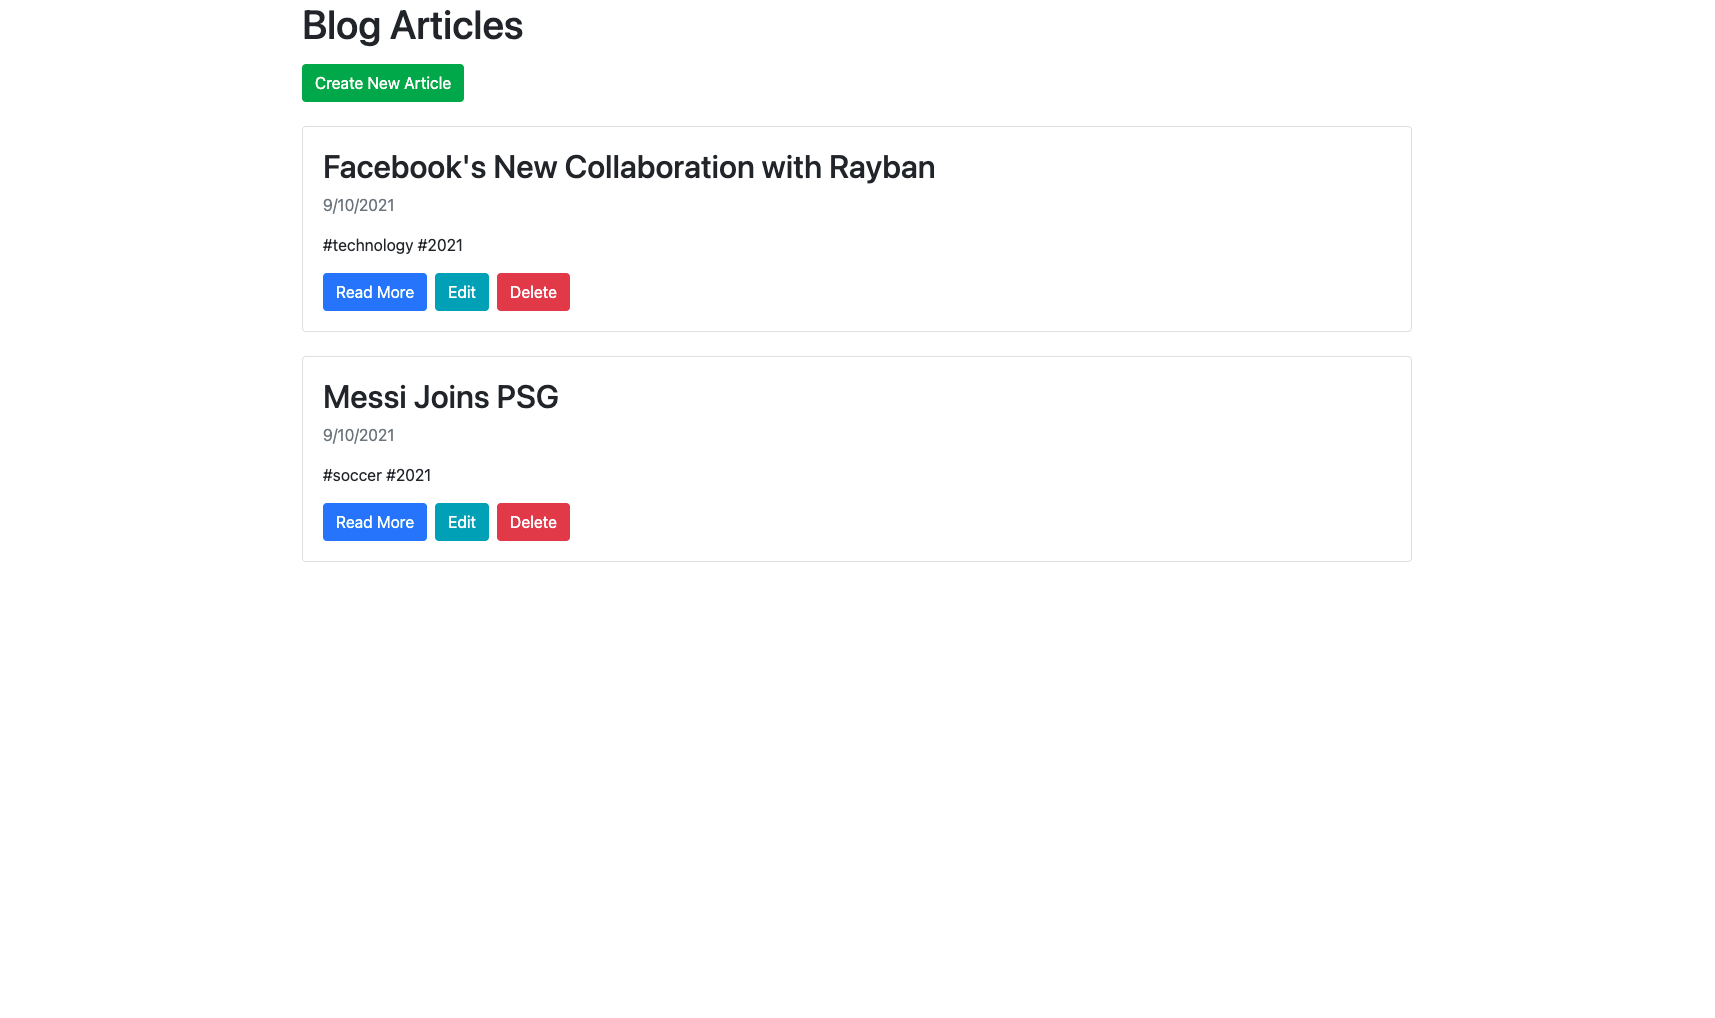 Blog Articles
Create New Article
Facebook's New Collaboration with Rayban
9/10/2021
#technology #2021
Read More Edit Delete
Messi Joins PSG
9/10/2021
#soccer #2021
Read More Edit Delete